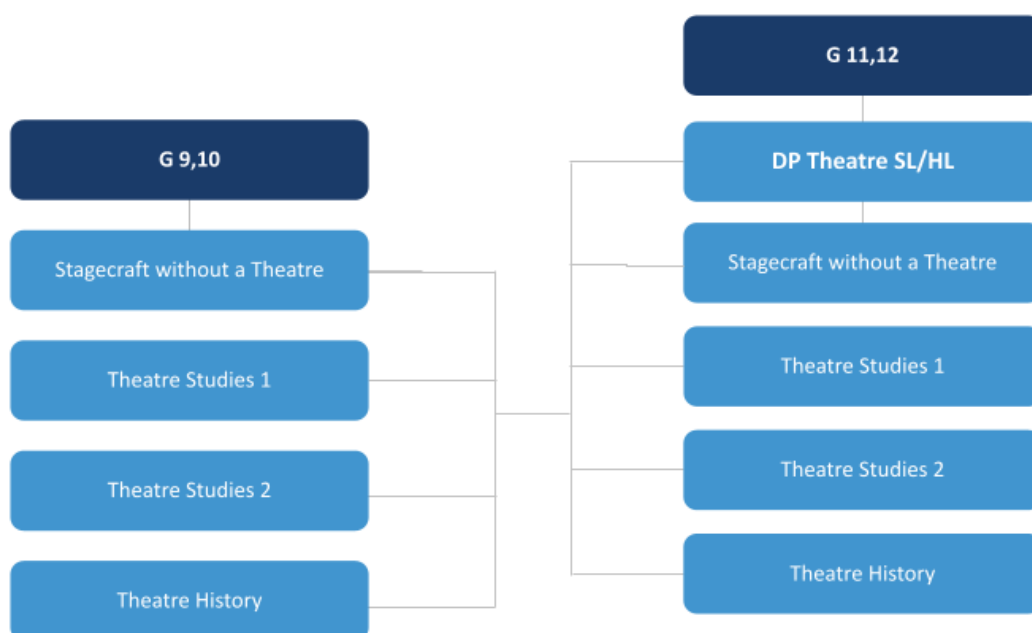 G 9,10
Stagecraft without a Theatre
Theatre Studies 1
Theatre Studies 2
Theatre History
G 11,12
DP Theatre SL/HL
Stagecraft without a Theatre
Theatre Studies 1
Theatre Studies 2
Theatre History